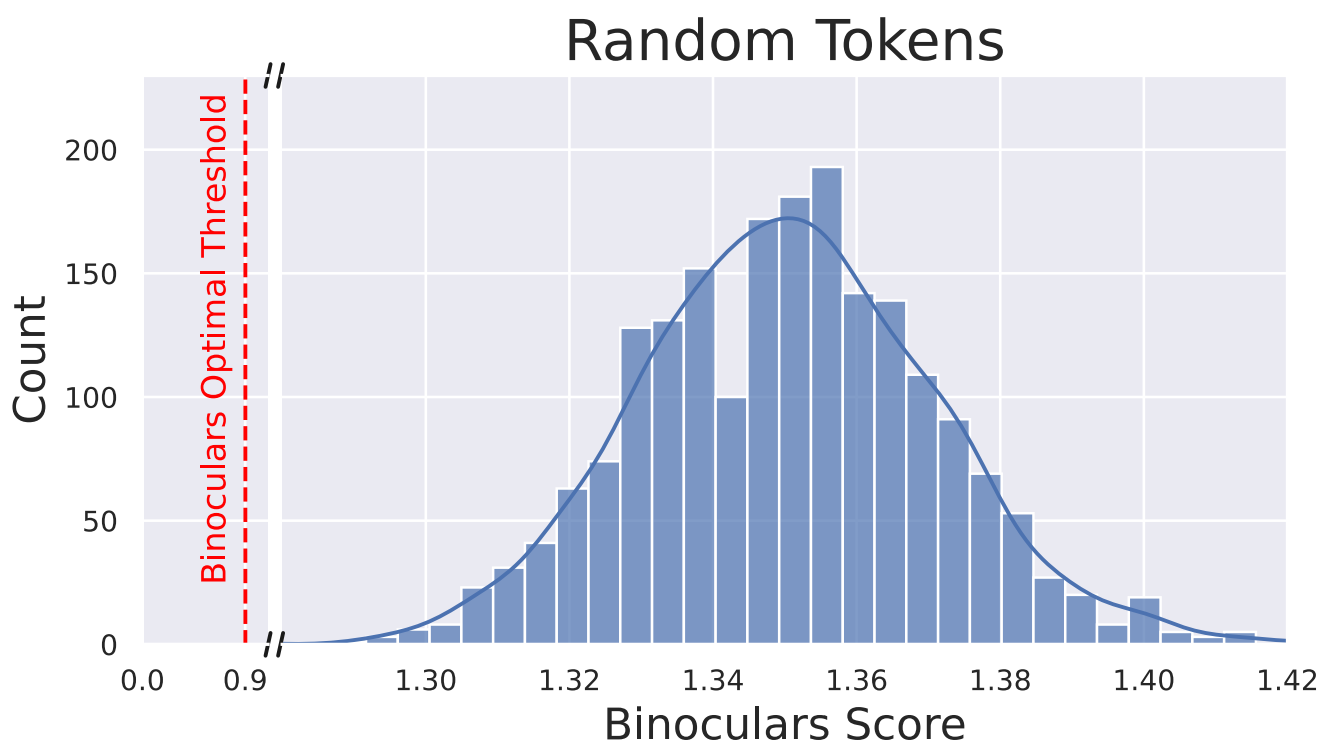 Random Tokens
Count
200
150
100
50
0
Binoculars Optimal Threshold
0.0 0.9 1.30 1.32 1.34 1.36 1.38 1.40 1.42
Binoculars Score